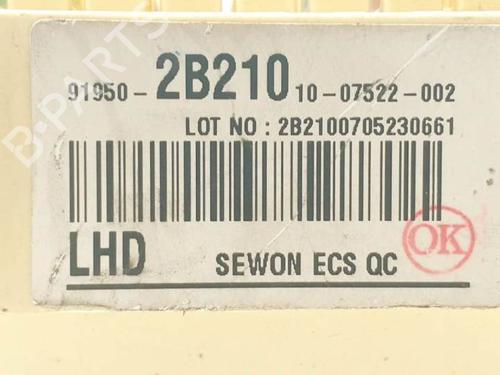 B-PARTS
91950-2B210 10-07522-002
LOT NO : 2B2100705230661
LHD SEWON ECS QC OK